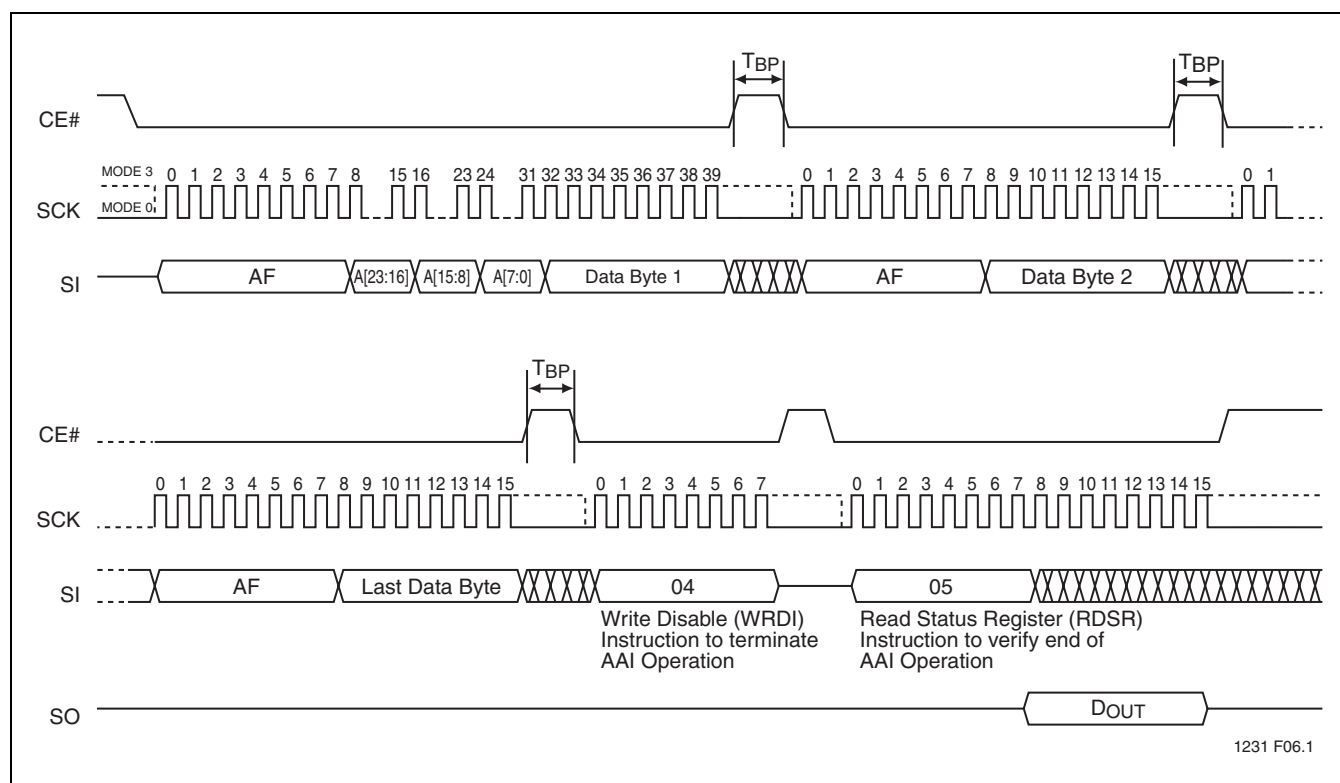 TBP TBP
CE#
MODE 3 0 1 2 3 4 5 6 7 8 15 16 23 24 31 32 33 34 35 36 37 38 39 0 1 2 3 4 5 6 7 8 9 10 11 12 13 14 15 0 1
SCK MODE 0
SI AF A[23:16] A[15:8] A[7:0] Data Byte 1 AF Data Byte 2
TBP
CE#
0 1 2 3 4 5 6 7 8 9 10 11 12 13 14 15 0 1 2 3 4 5 6 7 0 1 2 3 4 5 6 7 8 9 10 11 12 13 14 15
SCK
SI AF Last Data Byte 04 05
Write Disable (WRDI)
Instruction to terminate
AAI Operation
Read Status Register (RDSR)
Instruction to verify end of
AAI Operation
SO DOUT
1231 F06.1